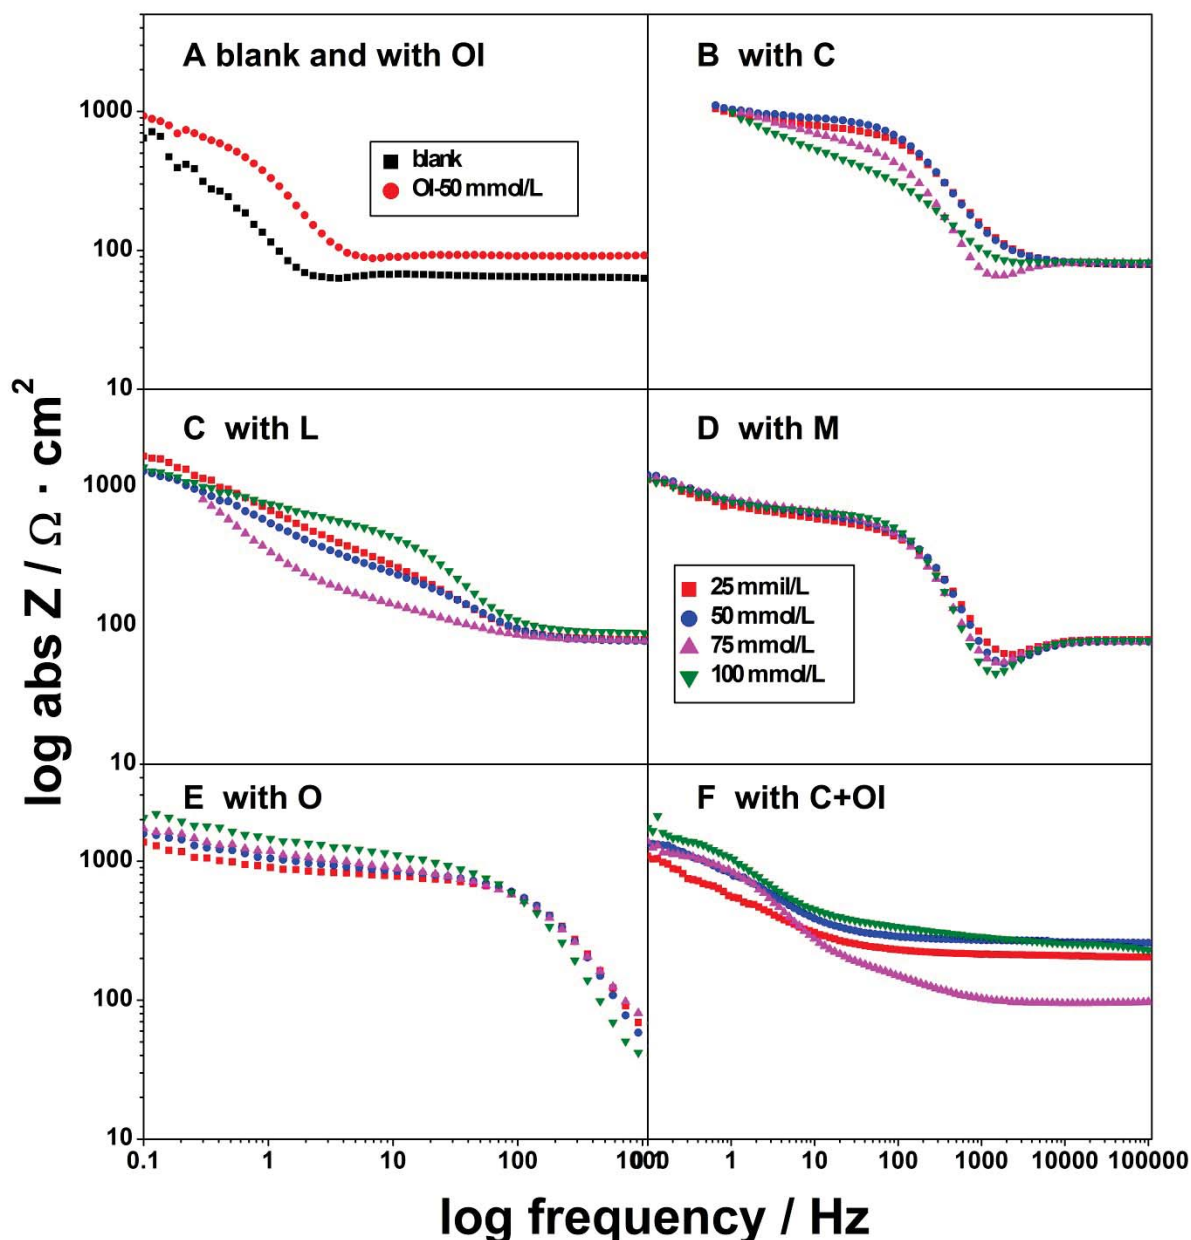 A blank and with OI
B with C
1000
blank
OI-50 mmol/L
100
10
C with L
D with M
1000
25 mmil/L
50 mmol/L
75 mmol/L
100 mmol/L
100
10
E with O
F with C+OI
1000
100
10
0.1 1 10 100 1 10 100 1000 10000 100000
log abs Z / Ω · cm²
log frequency / Hz